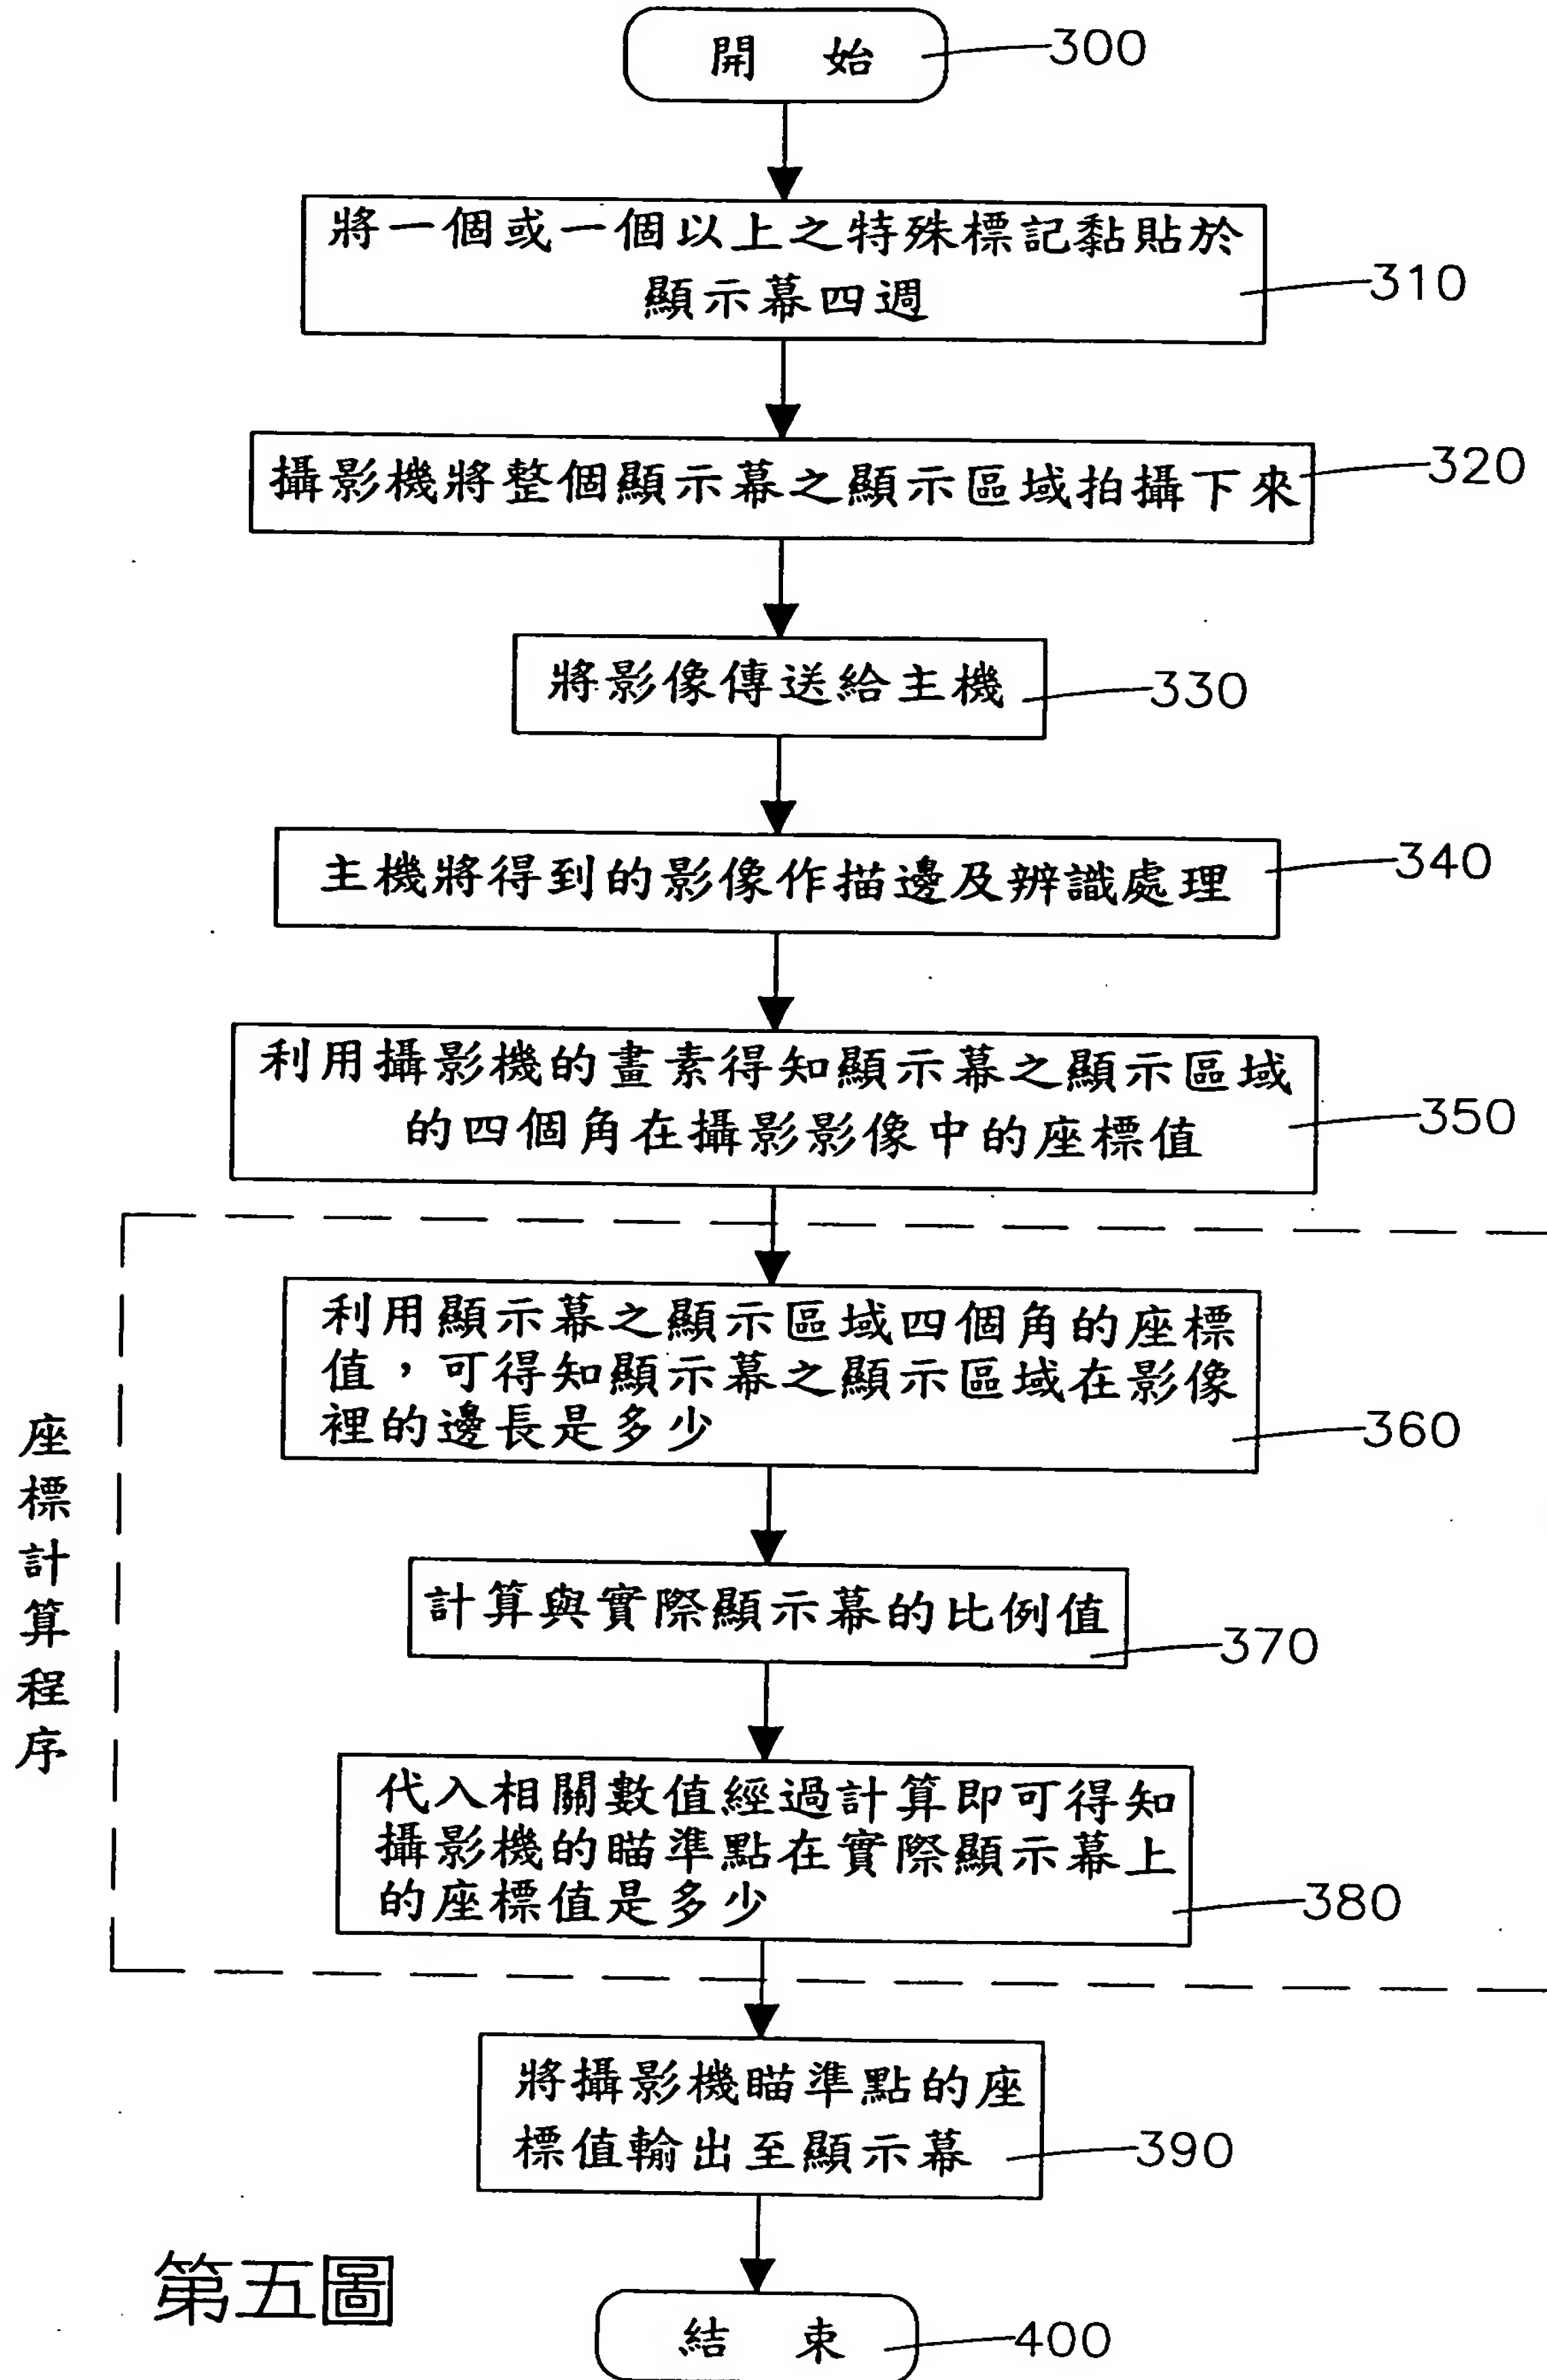 開 始
300
將一個或一個以上之特殊標記黏貼於
顯示幕四週
310
攝影機將整個顯示幕之顯示區域拍攝下來
320
將影像傳送給主機
330
主機將得到的影像作描邊及辨識處理
340
利用攝影機的畫素得知顯示幕之顯示區域
的四個角在攝影影像中的座標值
350
座標計算程序
利用顯示幕之顯示區域四個角的座標
值，可得知顯示幕之顯示區域在影像
裡的邊長是多少
360
計算與實際顯示幕的比例值
370
代入相關數值經過計算即可得知
攝影機的瞄準點在實際顯示幕上
的座標值是多少
380
將攝影機瞄準點的座
標值輸出至顯示幕
390
第五圖
結 束
400